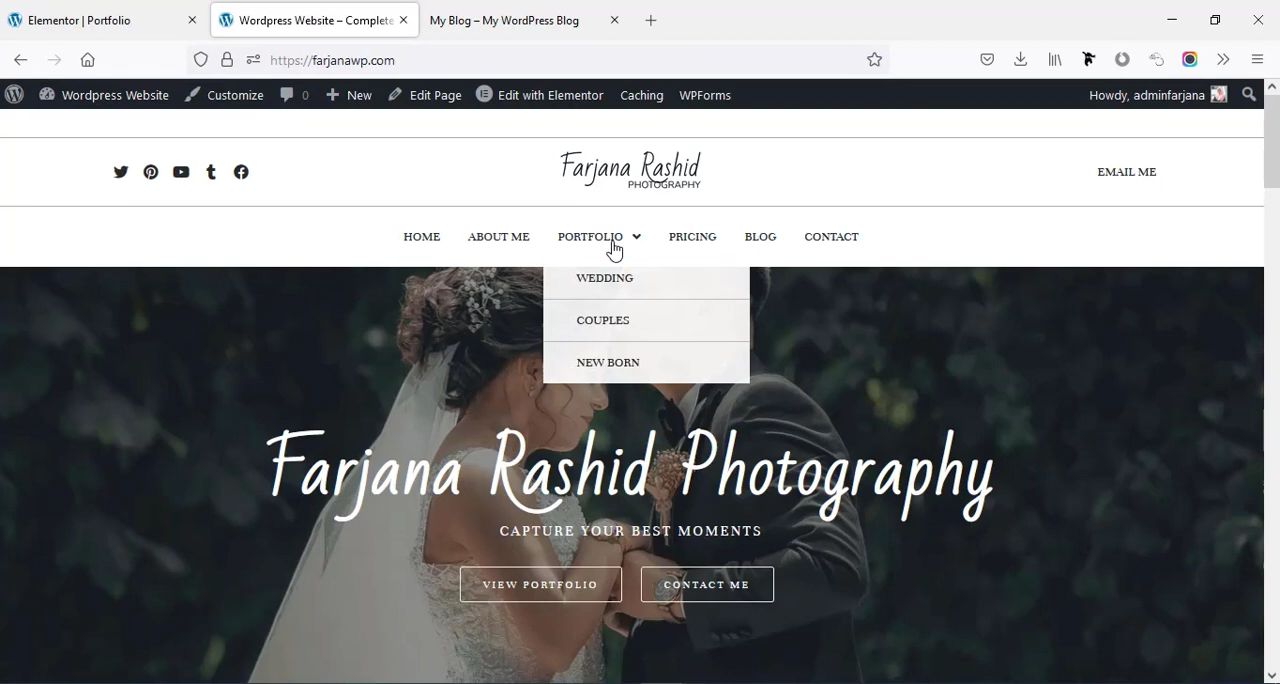 Elementor | Portfolio
Wordpress Website – Complete
My Blog – My WordPress Blog
https://farjanawp.com
Wordpress Website
Customize
0
New
Edit Page
Edit with Elementor
Caching
WPForms
Howdy, adminfarjana
Farjana Rashid
PHOTOGRAPHY
EMAIL ME
HOME
ABOUT ME
PORTFOLIO
PRICING
BLOG
CONTACT
WEDDING
COUPLES
NEW BORN
Farjana Rashid Photography
CAPTURE YOUR BEST MOMENTS
VIEW PORTFOLIO
CONTACT ME